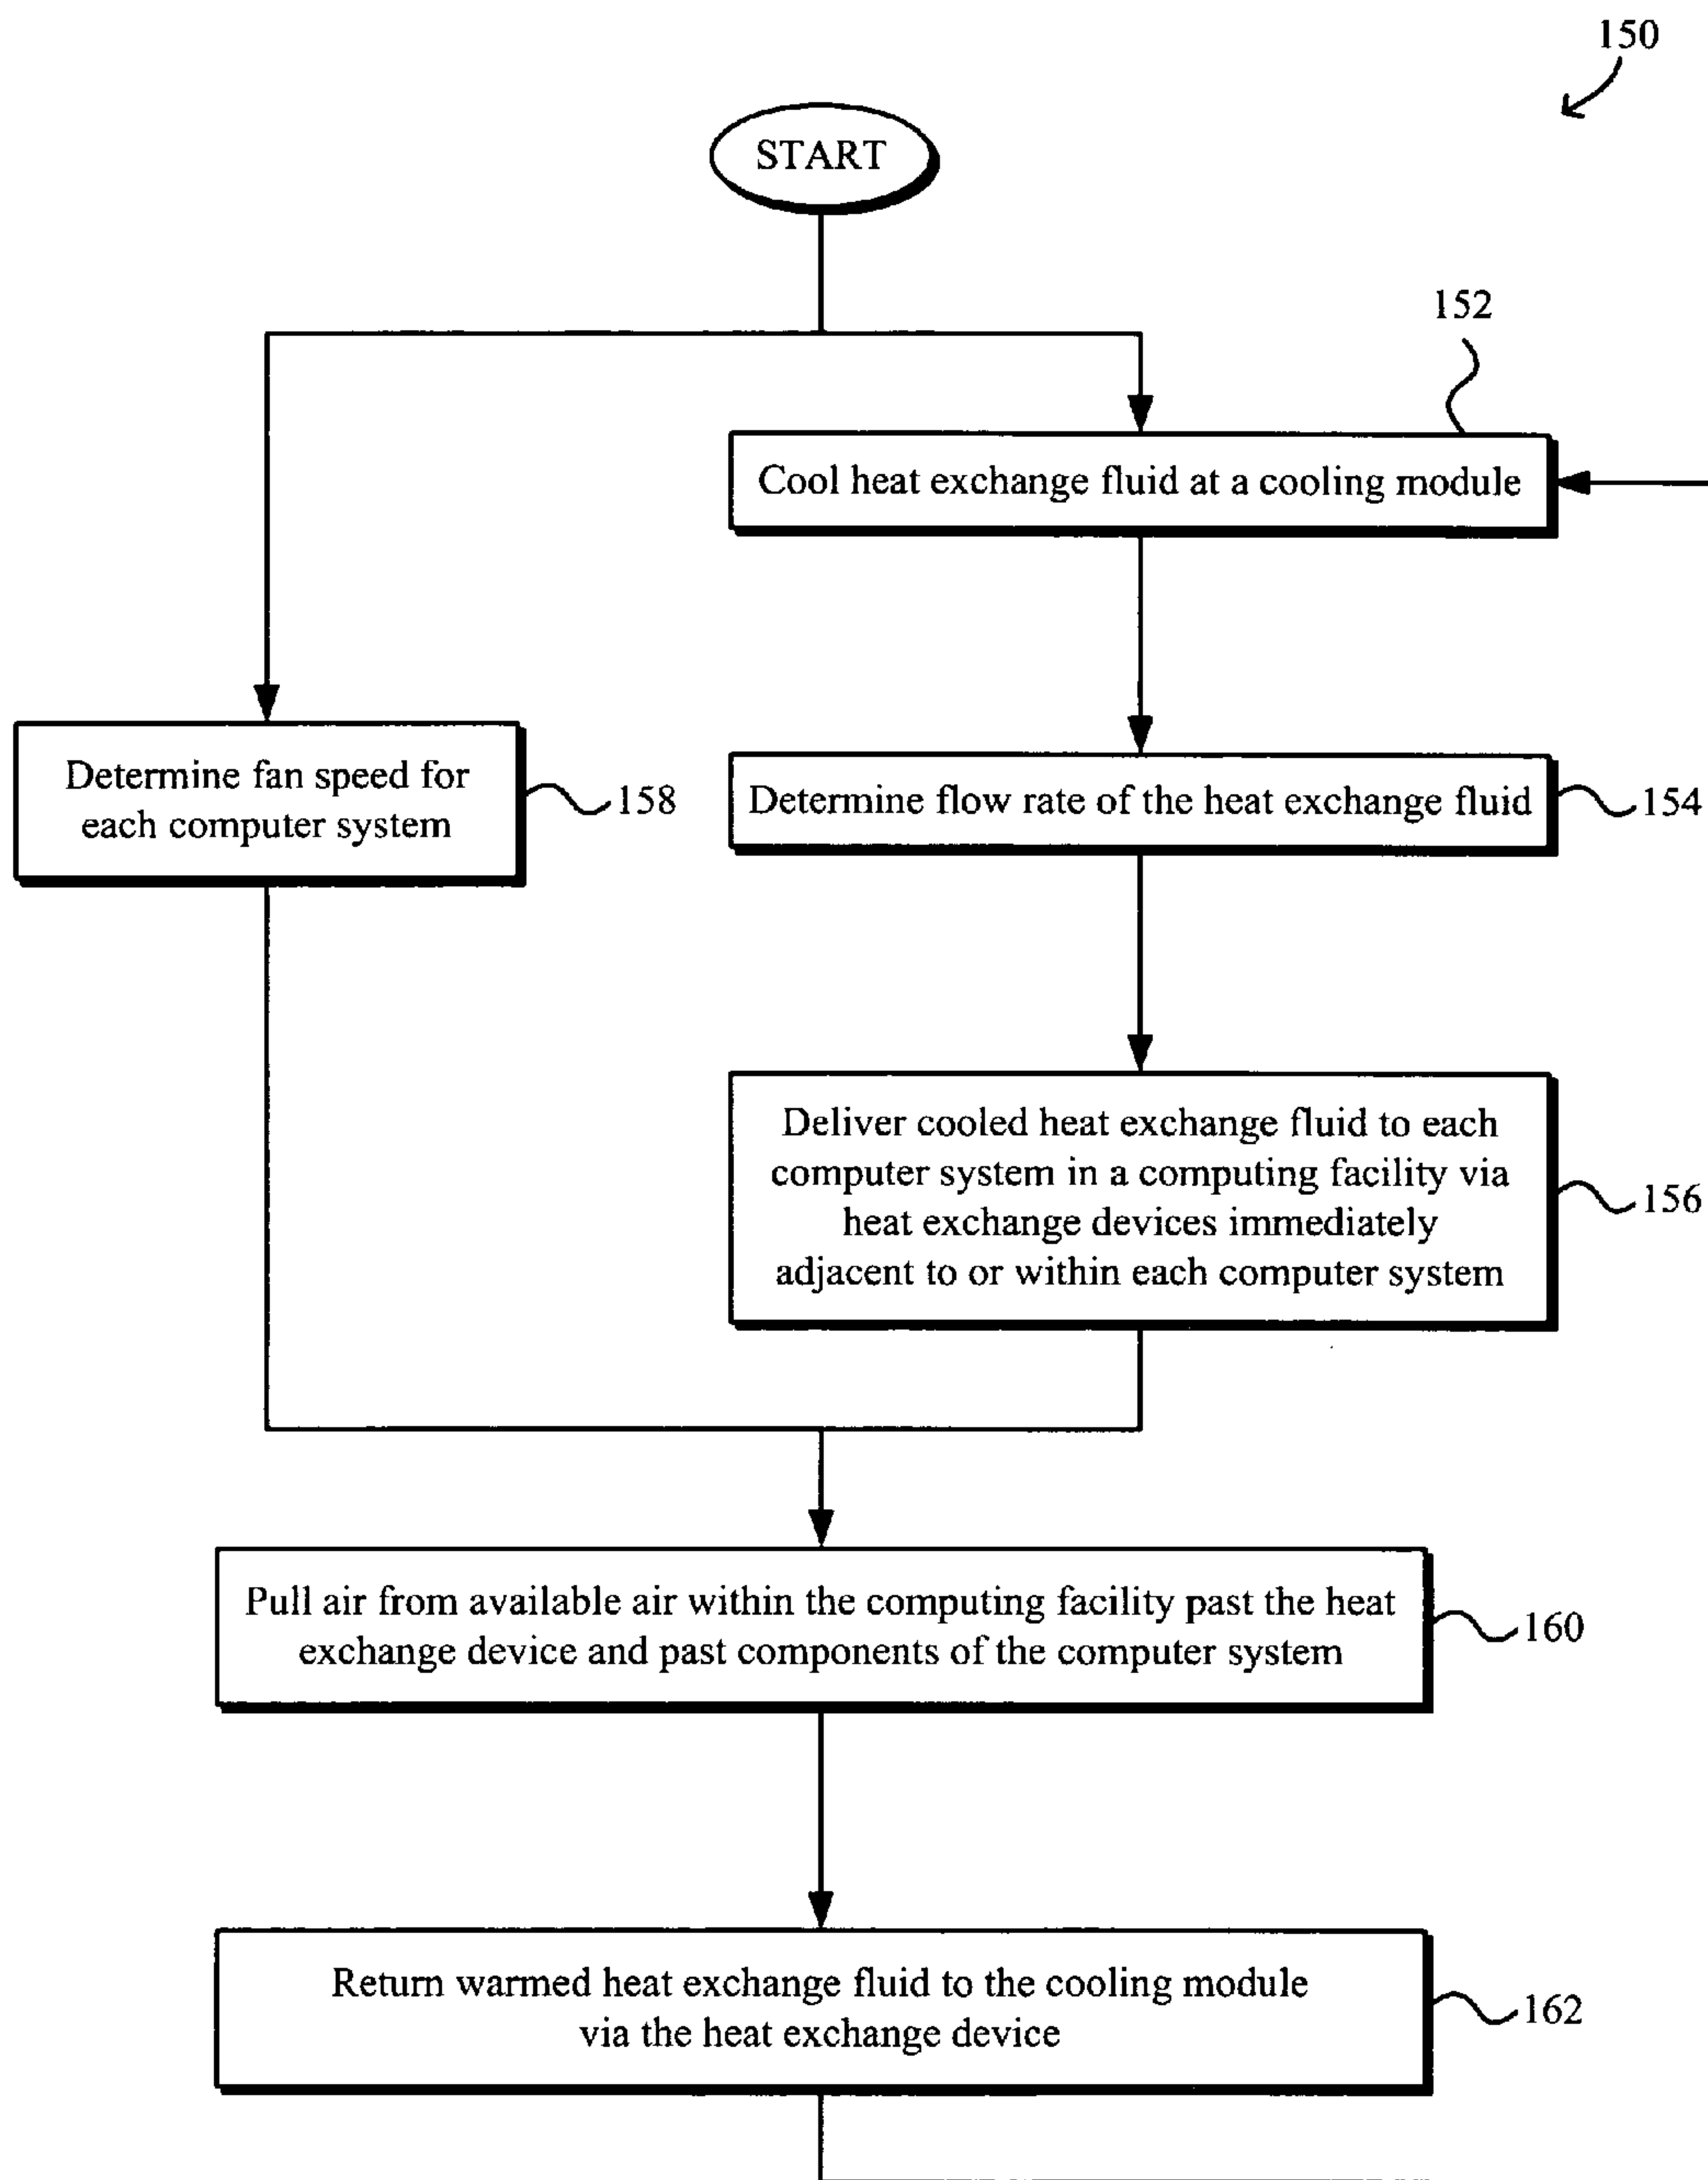 150
START
152
Cool heat exchange fluid at a cooling module
Determine fan speed for
each computer system
158
Determine flow rate of the heat exchange fluid
154
Deliver cooled heat exchange fluid to each
computer system in a computing facility via
heat exchange devices immediately
adjacent to or within each computer system
156
Pull air from available air within the computing facility past the heat
exchange device and past components of the computer system
160
Return warmed heat exchange fluid to the cooling module
via the heat exchange device
162